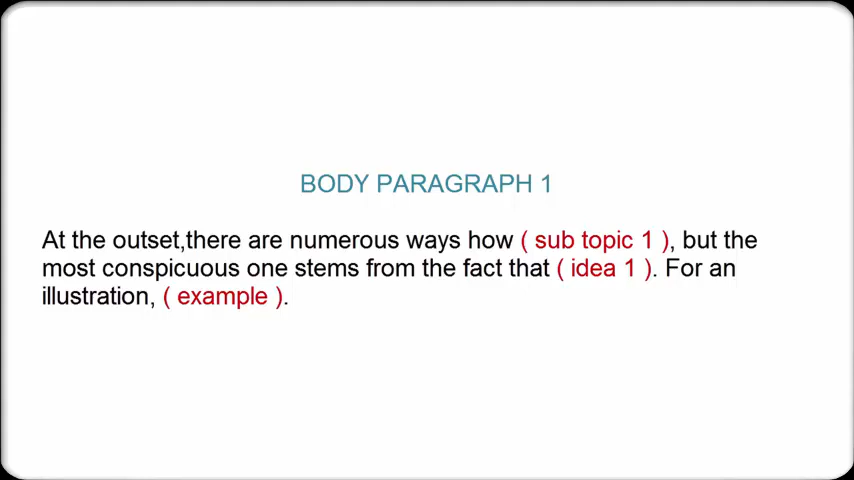 BODY PARAGRAPH 1
At the outset,there are numerous ways how ( sub topic 1 ), but the
most conspicuous one stems from the fact that ( idea 1 ). For an
illustration, ( example ).